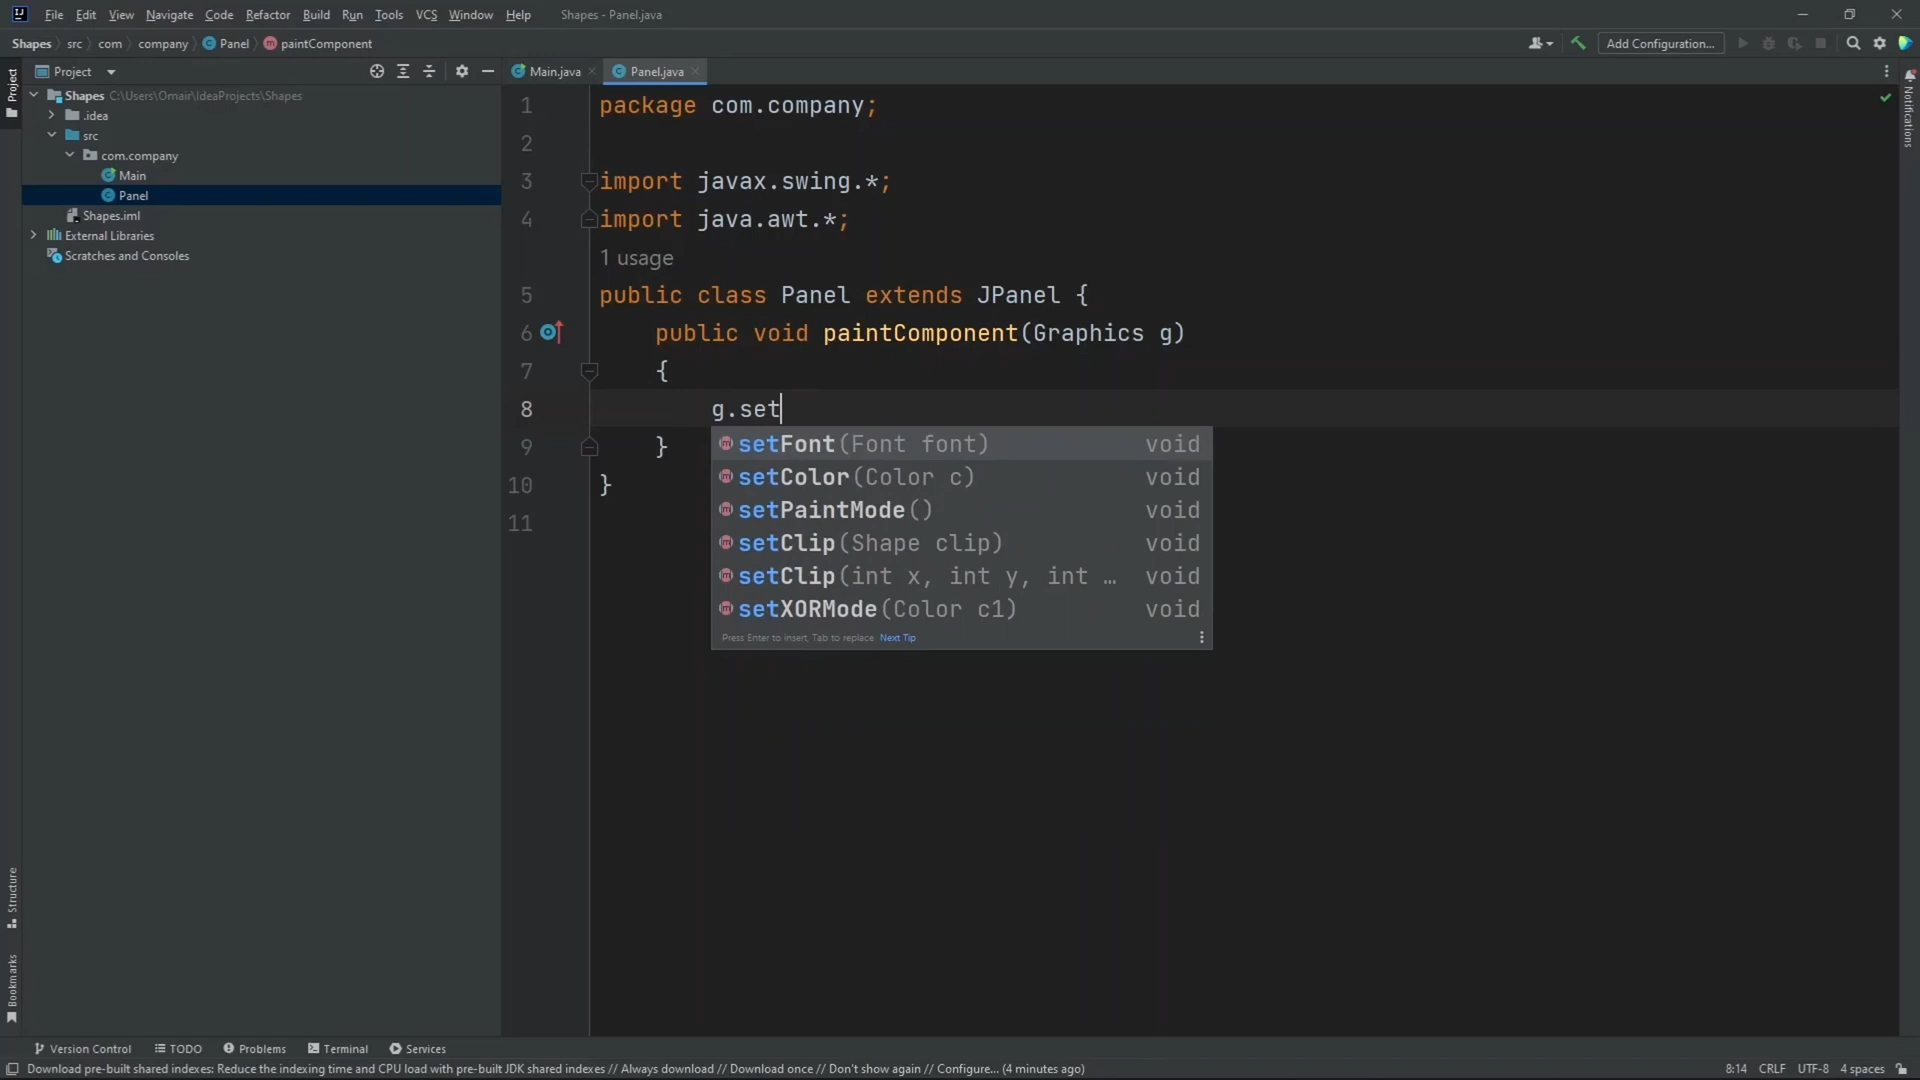 File Edit View Navigate Code Refactor Build Run Tools VCS Window Help Shapes - Panel.java
Shapes src com company Panel paintComponent Add Configuration...
Project Project Main.java Panel.java
Shapes C:\Users\Omair\IdeaProjects\Shapes
.idea
src
com.company
Main
Panel
Shapes.iml
External Libraries
Scratches and Consoles
1 package com.company;
2
3 import javax.swing.*;
4 import java.awt.*;
1 usage
5 public class Panel extends JPanel {
6 public void paintComponent(Graphics g)
7 {
8 g.set
9 }
10 }
11
setFont(Font font) void
setColor(Color c) void
setPaintMode() void
setClip(Shape clip) void
setClip(int x, int y, int … void
setXORMode(Color c1) void
Press Enter to insert, Tab to replace Next Tip
Notifications
Structure
Bookmarks
Version Control TODO Problems Terminal Services
Download pre-built shared indexes: Reduce the indexing time and CPU load with pre-built JDK shared indexes // Always download // Download once // Don't show again // Configure... (4 minutes ago) 8:14 CRLF UTF-8 4 spaces